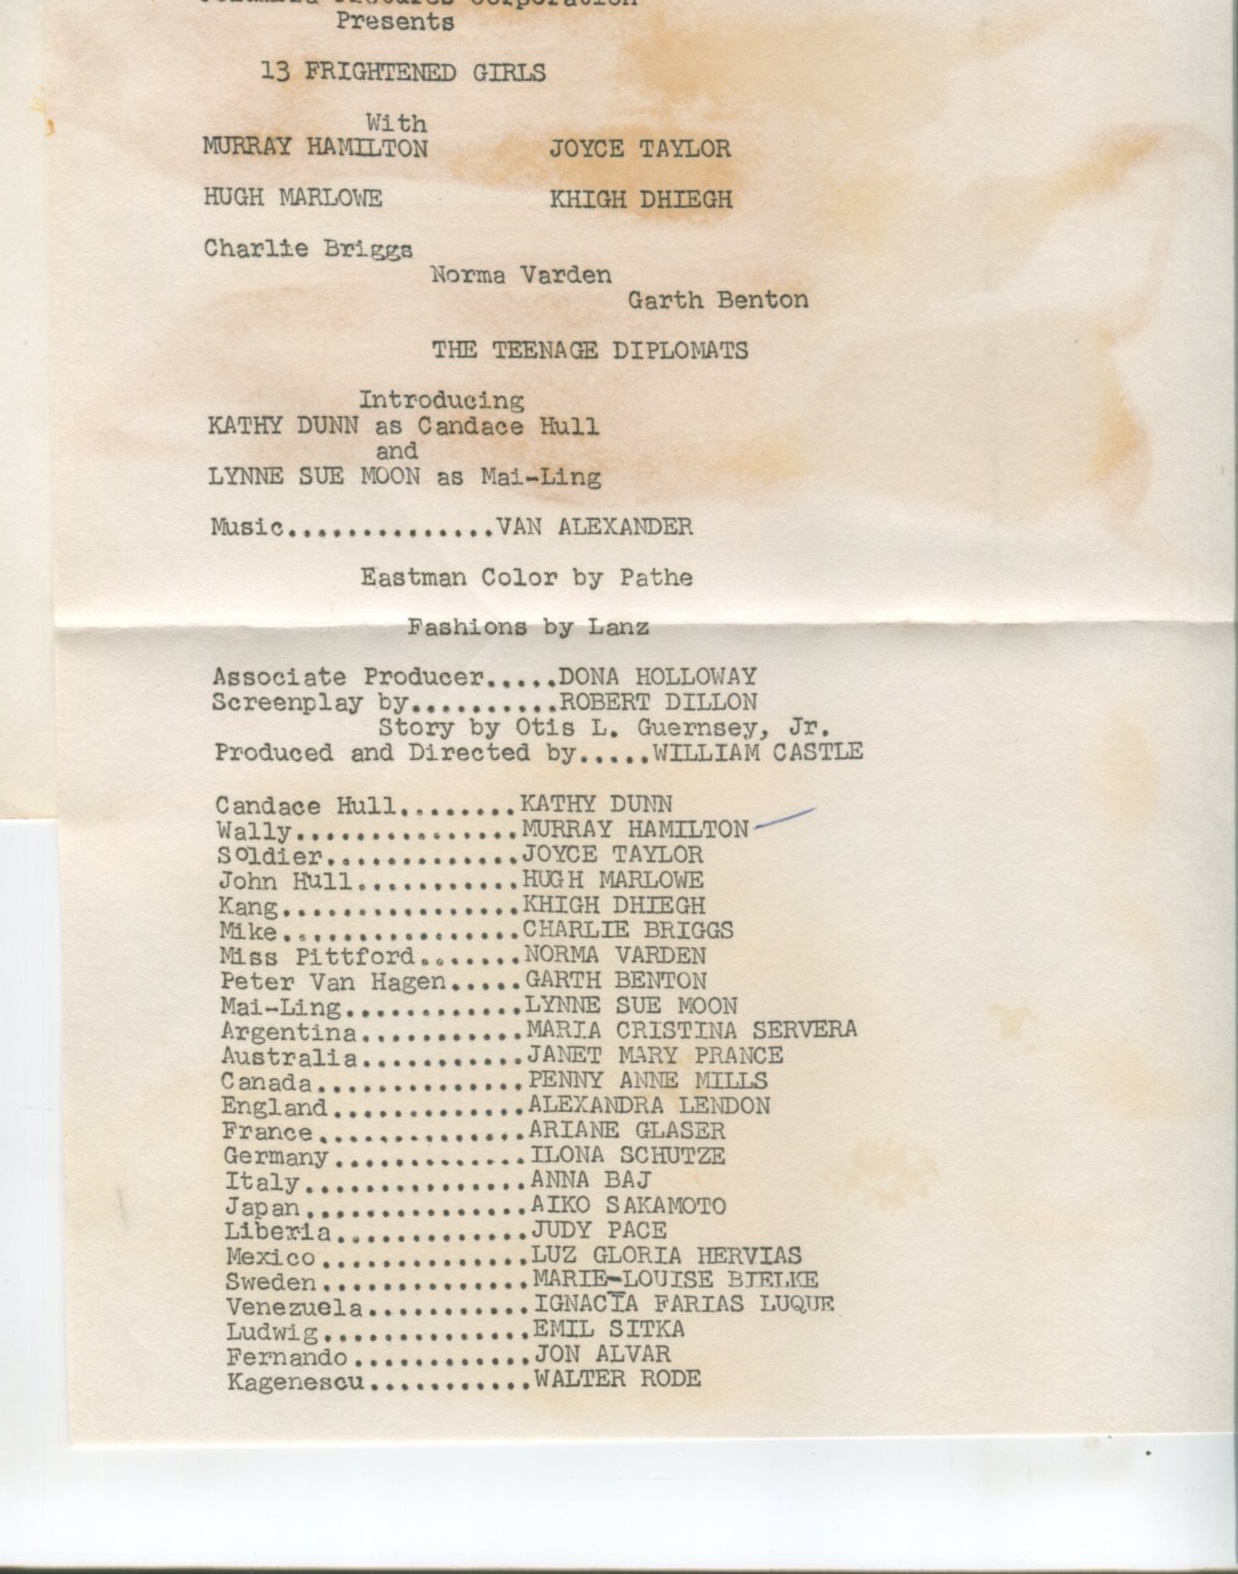 Columbia Pictures Corporation
Presents
13 FRIGHTENED GIRLS
With
MURRAY HAMILTON JOYCE TAYLOR
HUGH MARLOWE KHIGH DHIEGH
Charlie Briggs
Norma Varden
Garth Benton
THE TEENAGE DIPLOMATS
Introducing
KATHY DUNN as Candace Hull
and
LYNNE SUE MOON as Mai-Ling
Music..............VAN ALEXANDER
Eastman Color by Pathe
Fashions by Lanz
Associate Producer.....DONA HOLLOWAY
Screenplay by..........ROBERT DILLON
Story by Otis L. Guernsey, Jr.
Produced and Directed by.....WILLIAM CASTLE
Candace Hull........KATHY DUNN
Wally...............MURRAY HAMILTON
Soldier.............JOYCE TAYLOR
John Hull...........HUGH MARLOWE
Kang................KHIGH DHIEGH
Mike................CHARLIE BRIGGS
Miss Pittford.......NORMA VARDEN
Peter Van Hagen.....GARTH BENTON
Mai-Ling............LYNNE SUE MOON
Argentina...........MARIA CRISTINA SERVERA
Australia...........JANET MARY PRANCE
Canada..............PENNY ANNE MILLS
England.............ALEXANDRA LENDON
France..............ARIANE GLASER
Germany.............ILONA SCHUTZE
Italy...............ANNA BAJ
Japan...............AIKO SAKAMOTO
Liberia.............JUDY PACE
Mexico..............LUZ GLORIA HERVIAS
Sweden..............MARIE-LOUISE BIELKE
Venezuela...........IGNACIA FARIAS LUQUE
Ludwig..............EMIL SITKA
Fernando............JON ALVAR
Kagenescu...........WALTER RODE